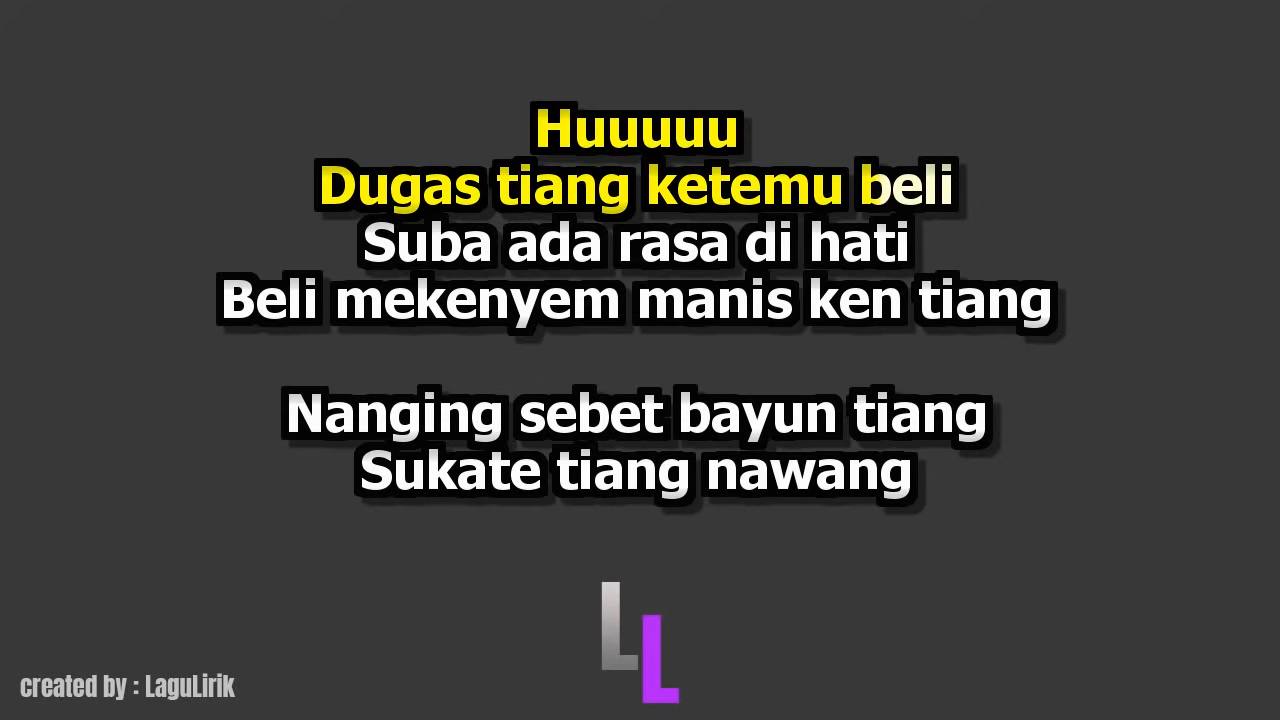 Huuuuu
Dugas tiang ketemu beli
Suba ada rasa di hati
Beli mekenyem manis ken tiang
Nanging sebet bayun tiang
Sukate tiang nawang
LL
created by : LaguLirik